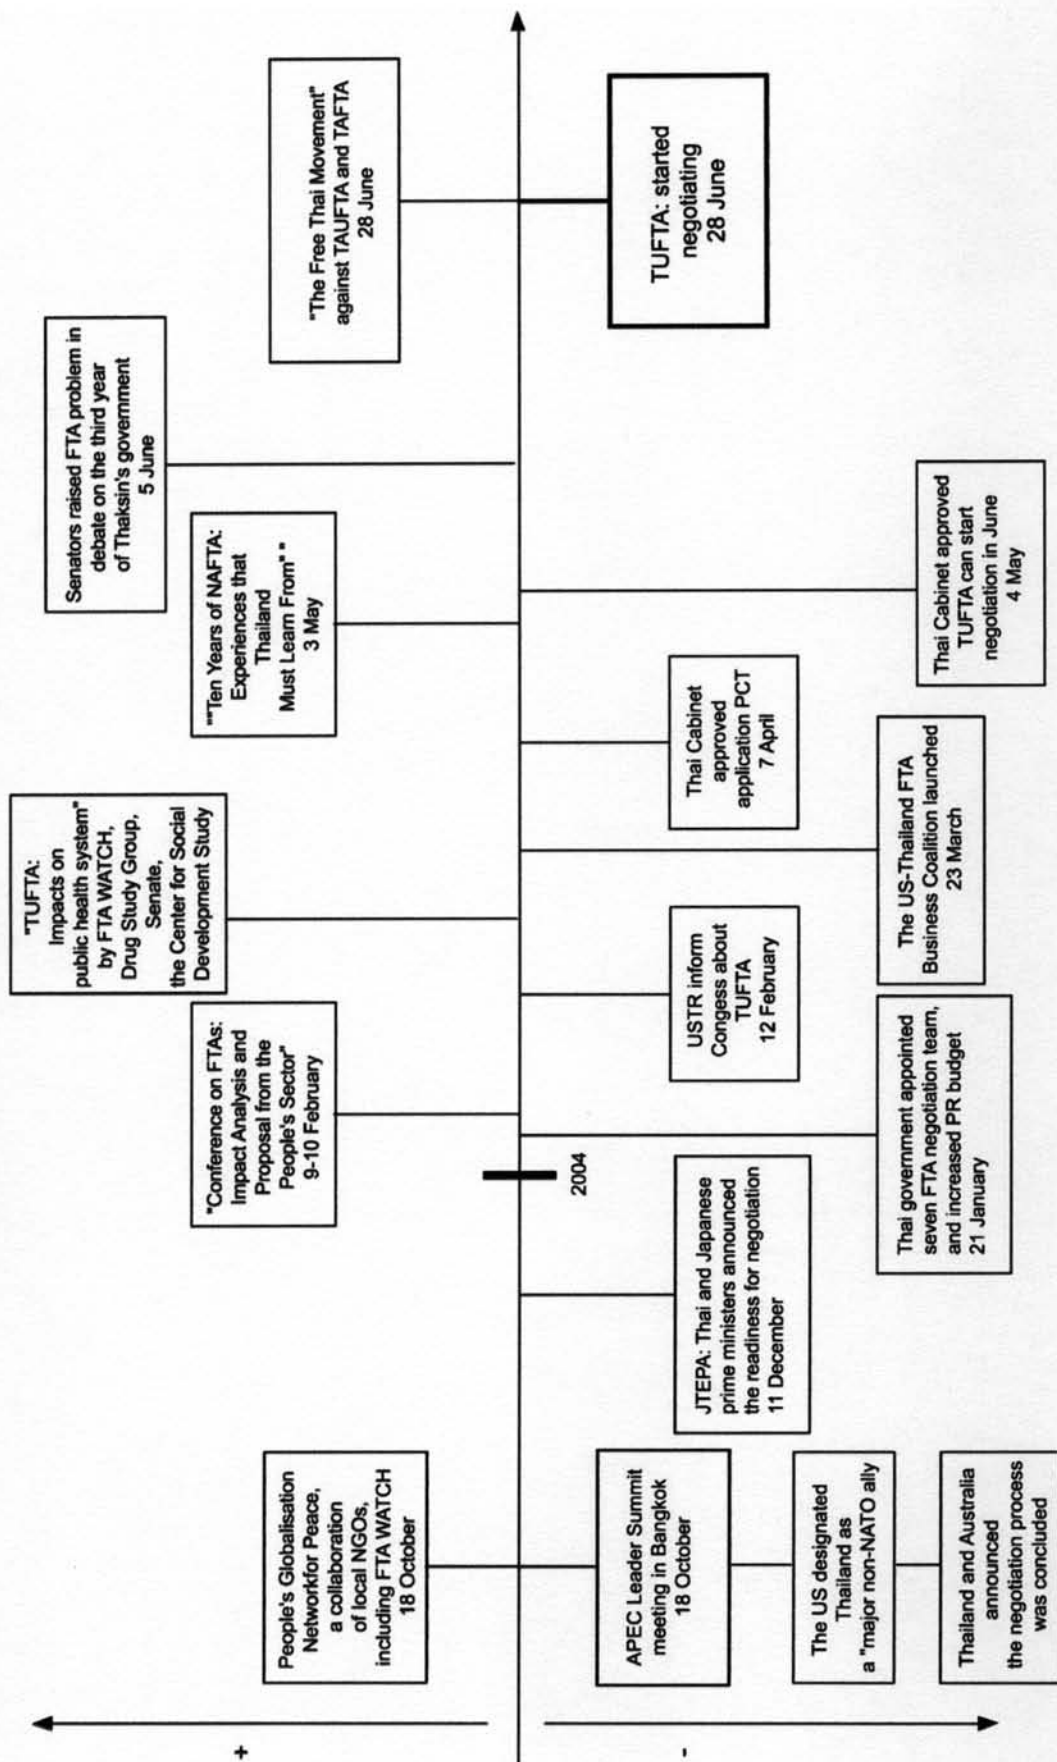 +
-
People's Globalisation
Networkfor Peace,
a collaboration
of local NGOs,
including FTA WATCH
18 October
APEC Leader Summit
meeting in Bangkok
18 October
The US designated
Thailand as
a "major non-NATO ally
Thailand and Australia
announced
the negotiation process
was concluded
JTEPA: Thai and Japanese
prime ministers announced
the readiness for negotiation
11 December
2004
Thai government appointed
seven FTA negotiation team,
and increased PR budget
21 January
"Conference on FTAs:
Impact Analysis and
Proposal from the
People's Sector"
9-10 February
USTR inform
Congess about
TUFTA
12 February
"TUFTA:
Impacts on
public health system"
by FTA WATCH,
Drug Study Group,
Senate,
the Center for Social
Development Study
The US-Thailand FTA
Business Coalition launched
23 March
Thai Cabinet
approved
application PCT
7 April
""Ten Years of NAFTA:
Experiences that
Thailand
Must Learn From" "
3 May
Thai Cabinet approved
TUFTA can start
negotiation in June
4 May
Senators raised FTA problem in
debate on the third year
of Thaksin's government
5 June
"The Free Thai Movement"
against TAUFTA and TAFTA
28 June
TUFTA: started
negotiating
28 June